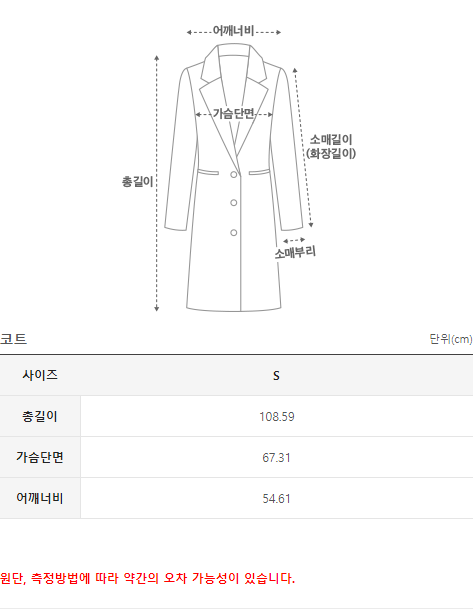 어깨너비
가슴단면
소매길이
(화장길이)
총길이
소매부리
코트
단위(cm)
사이즈 S
총길이 108.59
가슴단면 67.31
어깨너비 54.61
원단, 측정방법에 따라 약간의 오차 가능성이 있습니다.